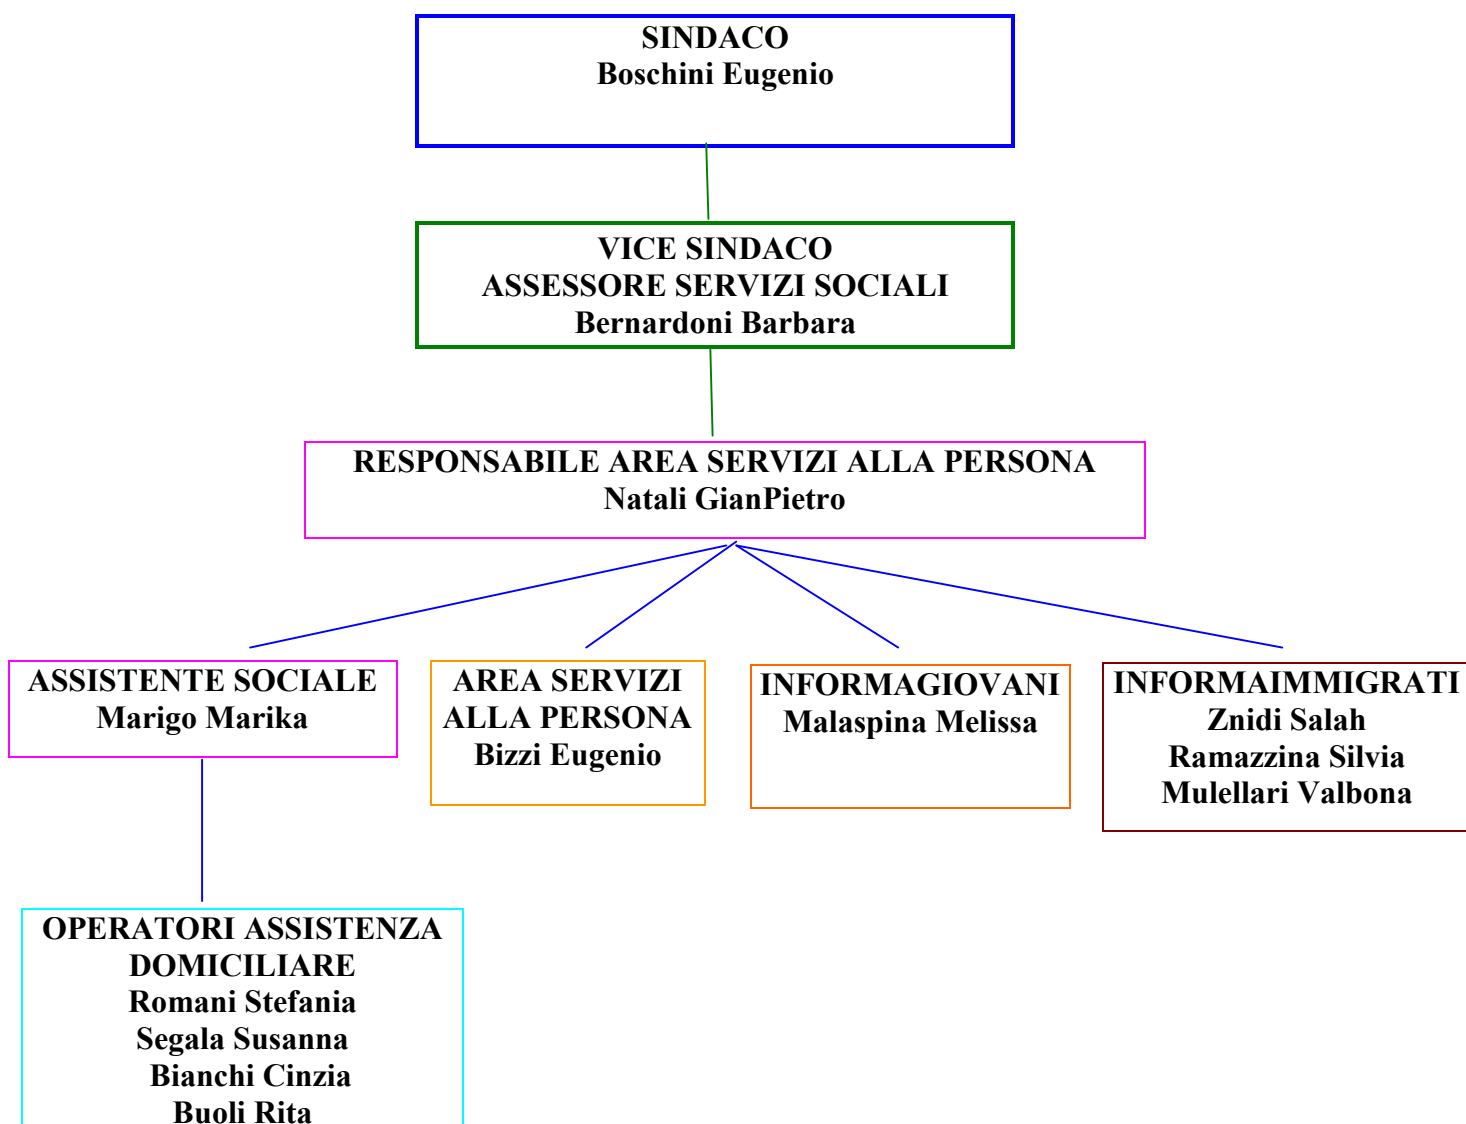 SINDACO
Boschini Eugenio
VICE SINDACO
ASSESSORE SERVIZI SOCIALI
Bernardoni Barbara
RESPONSABILE AREA SERVIZI ALLA PERSONA
Natali GianPietro
ASSISTENTE SOCIALE
Marigo Marika
AREA SERVIZI
ALLA PERSONA
Bizzi Eugenio
INFORMAGIOVANI
Malaspina Melissa
INFORMAIMMIGRATI
Znidi Salah
Ramazzina Silvia
Mulellari Valbona
OPERATORI ASSISTENZA
DOMICILIARE
Romani Stefania
Segala Susanna
Bianchi Cinzia
Buoli Rita